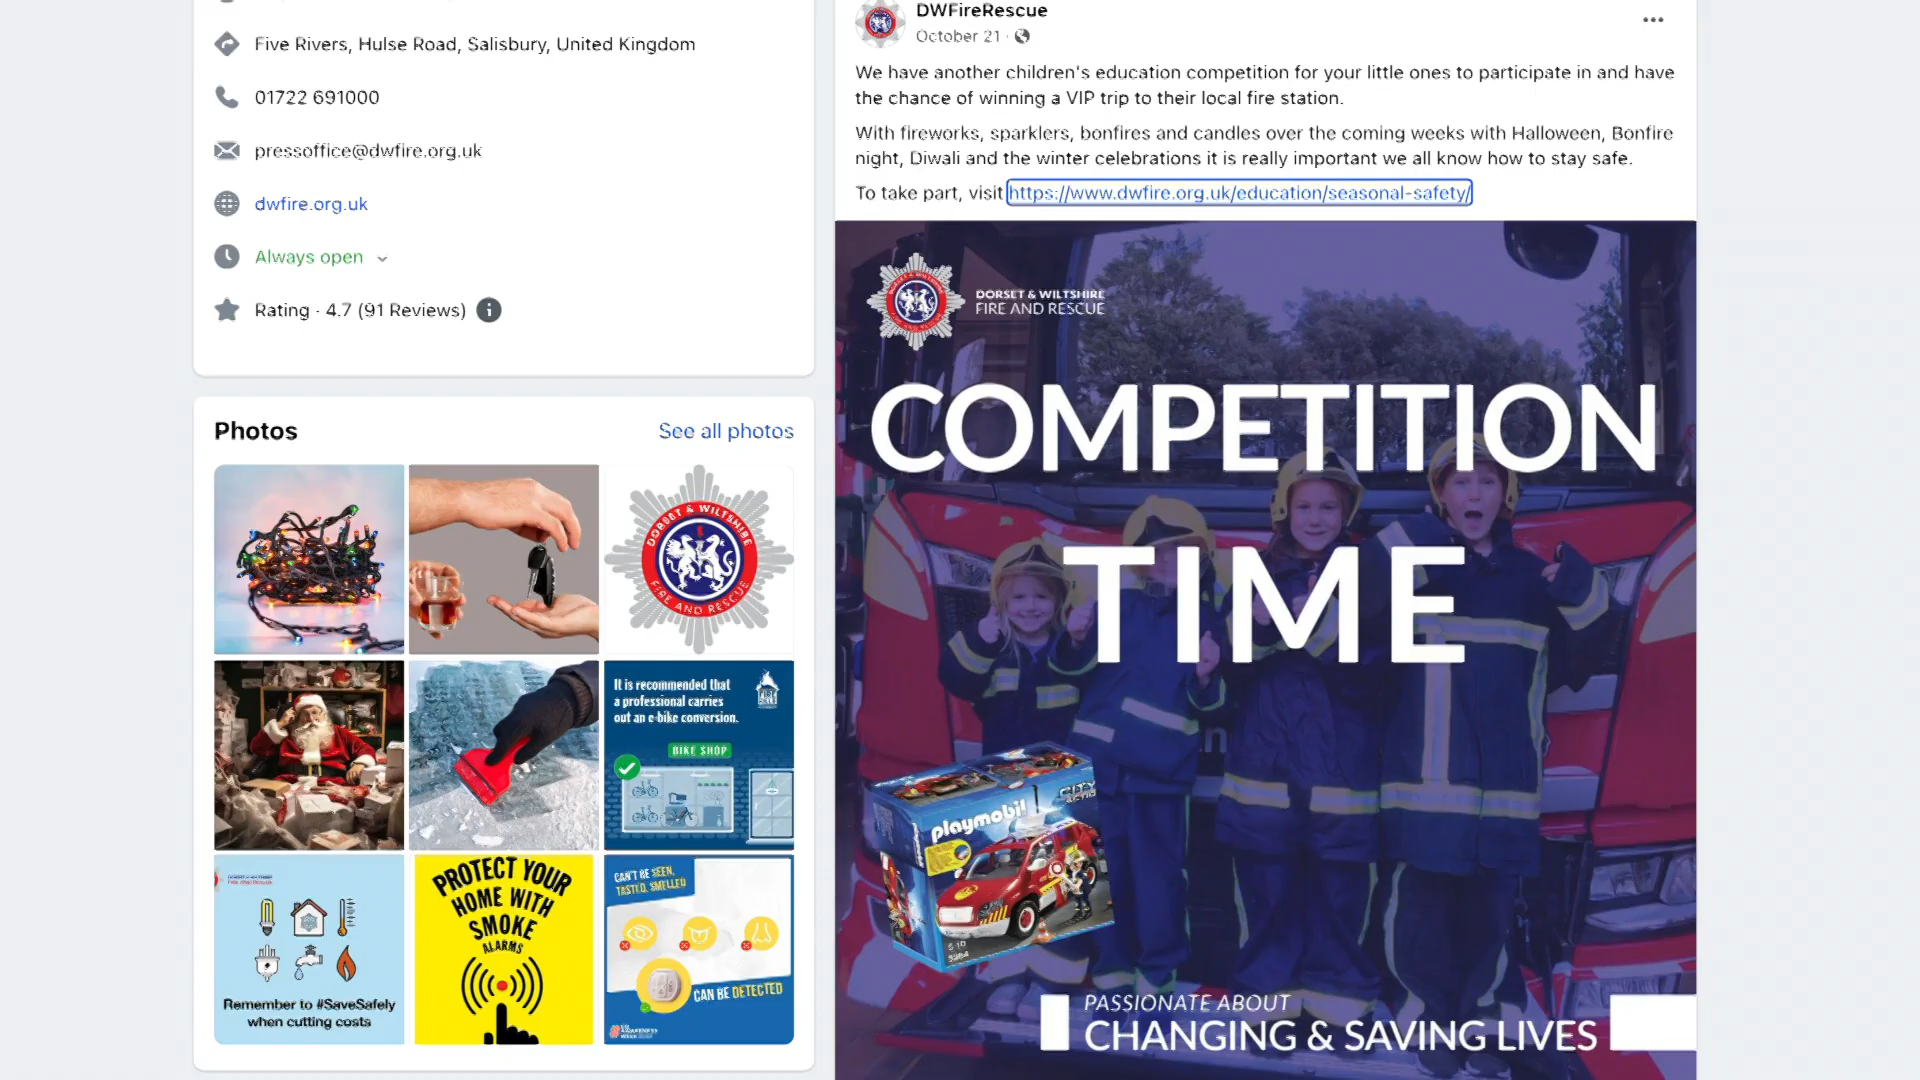 Five Rivers, Hulse Road, Salisbury, United Kingdom
01722 691000
pressoffice@dwfire.org.uk
dwfire.org.uk
Always open
Rating · 4.7 (91 Reviews)
Photos
See all photos
DORSET & WILTSHIRE
FIRE AND RESCUE
It is recommended that
a professional carries
out an e-bike conversion.
BIKE SHOP
Remember to #SaveSafely
when cutting costs
PROTECT YOUR
HOME WITH
SMOKE
ALARMS
CAN'T BE SEEN,
TASTED, SMELLED
CAN BE DETECTED
DWFireRescue
October 21 ·
We have another children's education competition for your little ones to participate in and have
the chance of winning a VIP trip to their local fire station.
With fireworks, sparklers, bonfires and candles over the coming weeks with Halloween, Bonfire
night, Diwali and the winter celebrations it is really important we all know how to stay safe.
To take part, visit https://www.dwfire.org.uk/education/seasonal-safety/
DORSET & WILTSHIRE
FIRE AND RESCUE
COMPETITION
TIME
playmobil
CITY
ACTION
PASSIONATE ABOUT
CHANGING & SAVING LIVES